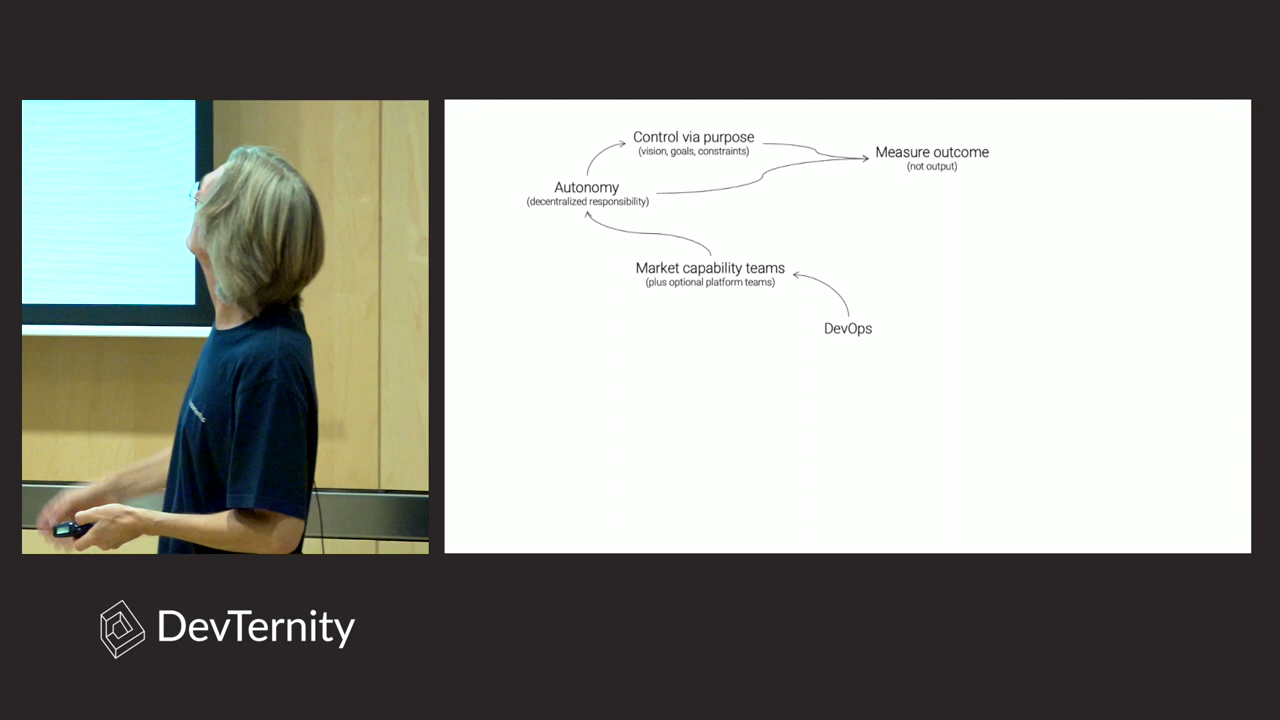 Control via purpose
(vision, goals, constraints)
Measure outcome
(not output)
Autonomy
(decentralized responsibility)
Market capability teams
(plus optional platform teams)
DevOps
DevTernity